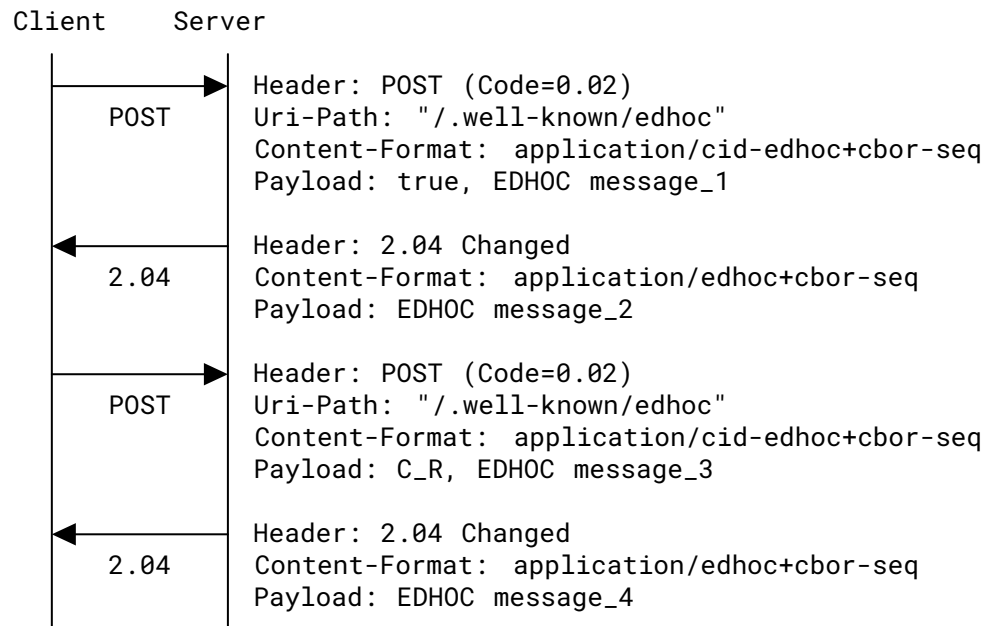 Client Server
Header: POST (Code=0.02)
POST Uri-Path: "/.well-known/edhoc"
Content-Format: application/cid-edhoc+cbor-seq
Payload: true, EDHOC message_1
Header: 2.04 Changed
2.04 Content-Format: application/edhoc+cbor-seq
Payload: EDHOC message_2
Header: POST (Code=0.02)
POST Uri-Path: "/.well-known/edhoc"
Content-Format: application/cid-edhoc+cbor-seq
Payload: C_R, EDHOC message_3
Header: 2.04 Changed
2.04 Content-Format: application/edhoc+cbor-seq
Payload: EDHOC message_4